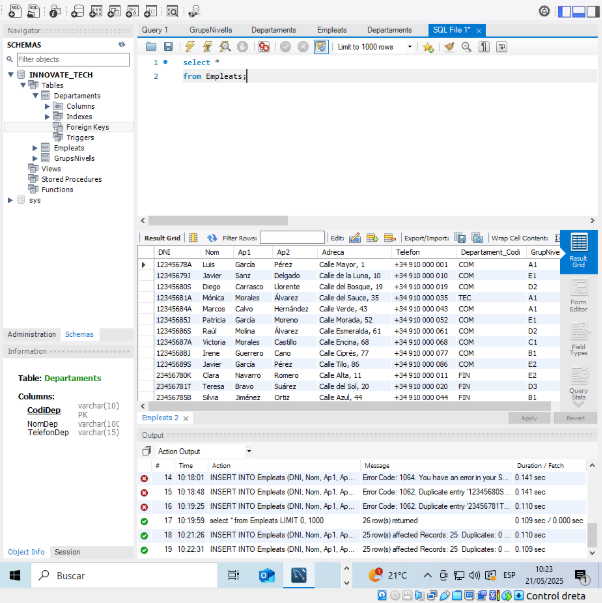 Navigator
SCHEMAS
Filter objects
INNOVATE_TECH
Tables
Departaments
Columns
Indexes
Foreign Keys
Triggers
Empleats
GrupsNivells
Views
Stored Procedures
Functions
sys
Administration Schemas
Information
Table: Departaments
Columns:
CodiDep varchar(10)
PK
NomDep varchar(100
TelefonDep varchar(15)
Object Info Session
Query 1 GrupsNivells Departaments Empleats Departaments SQL File 1*
Limit to 1000 rows
1 select *
2 from Empleats;
Result Grid Filter Rows: Edit: Export/Import: Wrap Cell Content:
DNI Nom Ap1 Ap2 Adreca Telefon Departament_Codi GrupNive
12345678A María García Pérez Calle Mayor, 1 +34 910 000 001 COM A1
12345679J Javier Sanz Delgado Calle de la Luna, 10 +34 910 000 010 COM E1
12345680S Diego Carrasco Llorente Calle del Bosque, 19 +34 910 000 019 COM D2
12345681A Mónica Morales Álvarez Calle del Sauce, 35 +34 910 000 035 TEC A1
12345684A Marcos Calvo Hernández Calle Verde, 43 +34 910 000 043 COM A1
12345685J Patricia García Moreno Calle Morada, 52 +34 910 000 052 COM E1
12345686S Raúl Molina Álvarez Calle Esmeralda, 61 +34 910 000 061 COM D2
12345687A Victoria Morales Castillo Calle Encina, 68 +34 910 000 068 COM C1
12345688J Irene Guerrero Cano Calle Ciprés, 77 +34 910 000 077 COM B1
12345689S Javier García Pérez Calle Tilo, 86 +34 910 000 086 COM E2
23456780K Clara Navarro Romero Calle Alta, 11 +34 910 000 011 FIN E2
23456781T Teresa Bravo Suárez Calle del Sol, 20 +34 910 000 020 FIN D3
23456785B Silvia Jiménez Ortiz Calle Azul, 44 +34 910 000 044 FIN B1
Result
Grid
Form
Editor
Field
Types
Query
Stats
Empleats 2 Apply Revert
Output
Action Output
# Time Action Message Duration / Fetch
14 10:18:01 INSERT INTO Empleats (DNI, Nom, Ap1, Ap... Error Code: 1064. You have an error in your S... 0.141 sec
15 10:18:48 INSERT INTO Empleats (DNI, Nom, Ap1, Ap... Error Code: 1062. Duplicate entry '12345680S... 0.141 sec
16 10:19:25 INSERT INTO Empleats (DNI, Nom, Ap1, Ap... Error Code: 1062. Duplicate entry '23456781T... 0.110 sec
17 10:19:59 select * from Empleats LIMIT 0, 1000 26 row(s) returned 0.109 sec / 0.000 sec
18 10:21:26 INSERT INTO Empleats (DNI, Nom, Ap1, Ap... 25 row(s) affected Records: 25 Duplicates: 0 ... 0.110 sec
19 10:22:31 INSERT INTO Empleats (DNI, Nom, Ap1, Ap... 25 row(s) affected Records: 25 Duplicates: 0 ... 0.109 sec
Buscar
21°C
ESP
10:23
21/05/2025
Control dreta